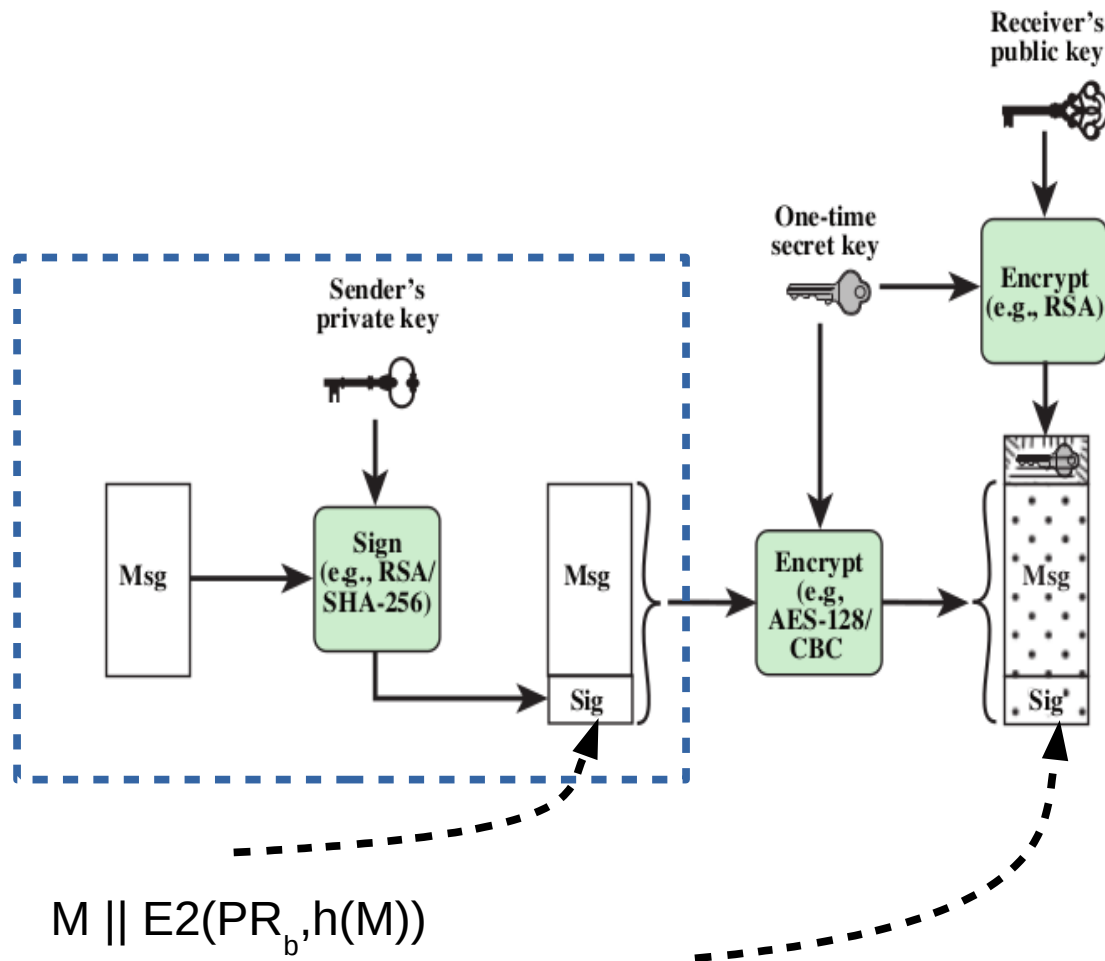 Receiver's
public key
One-time
secret key
Encrypt
(e.g., RSA)
Sender's
private key
Msg
Sign
(e.g., RSA/
SHA-256)
Msg
Sig
Encrypt
(e.g,
AES-128/
CBC
Msg
Sig
M || E2(PR_b,h(M))